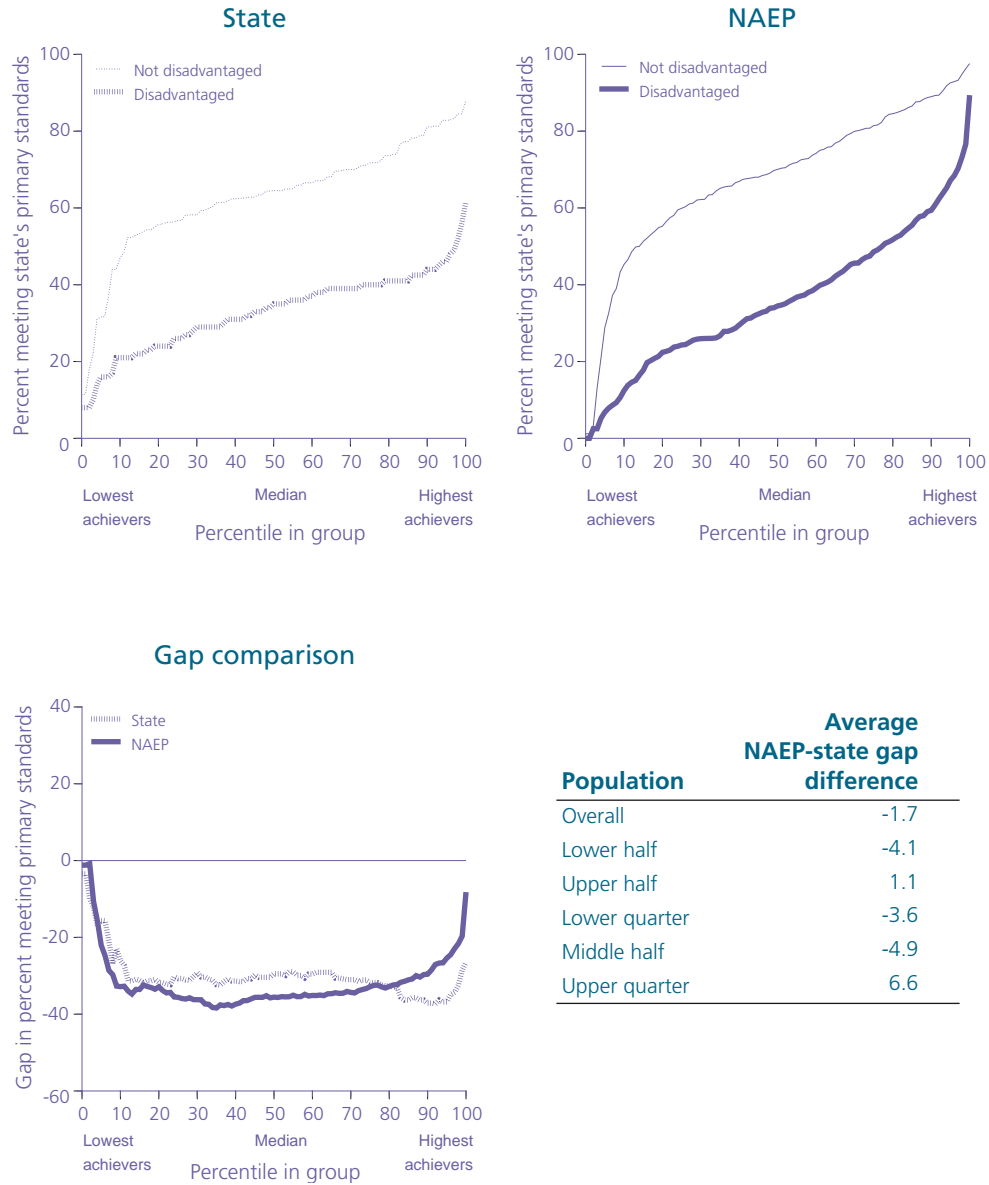 State
Percent meeting state's primary standards
100
80
60
40
20
0
Not disadvantaged
Disadvantaged
0 10 20 30 40 50 60 70 80 90 100
Lowest achievers
Median
Highest achievers
Percentile in group
NAEP
Percent meeting state's primary standards
100
80
60
40
20
0
Not disadvantaged
Disadvantaged
0 10 20 30 40 50 60 70 80 90 100
Lowest achievers
Median
Highest achievers
Percentile in group
Gap comparison
Gap in percent meeting primary standards
40
20
0
-20
-40
-60
State
NAEP
0 10 20 30 40 50 60 70 80 90 100
Lowest achievers
Median
Highest achievers
Percentile in group
Average
NAEP-state gap
Population difference
Overall -1.7
Lower half -4.1
Upper half 1.1
Lower quarter -3.6
Middle half -4.9
Upper quarter 6.6